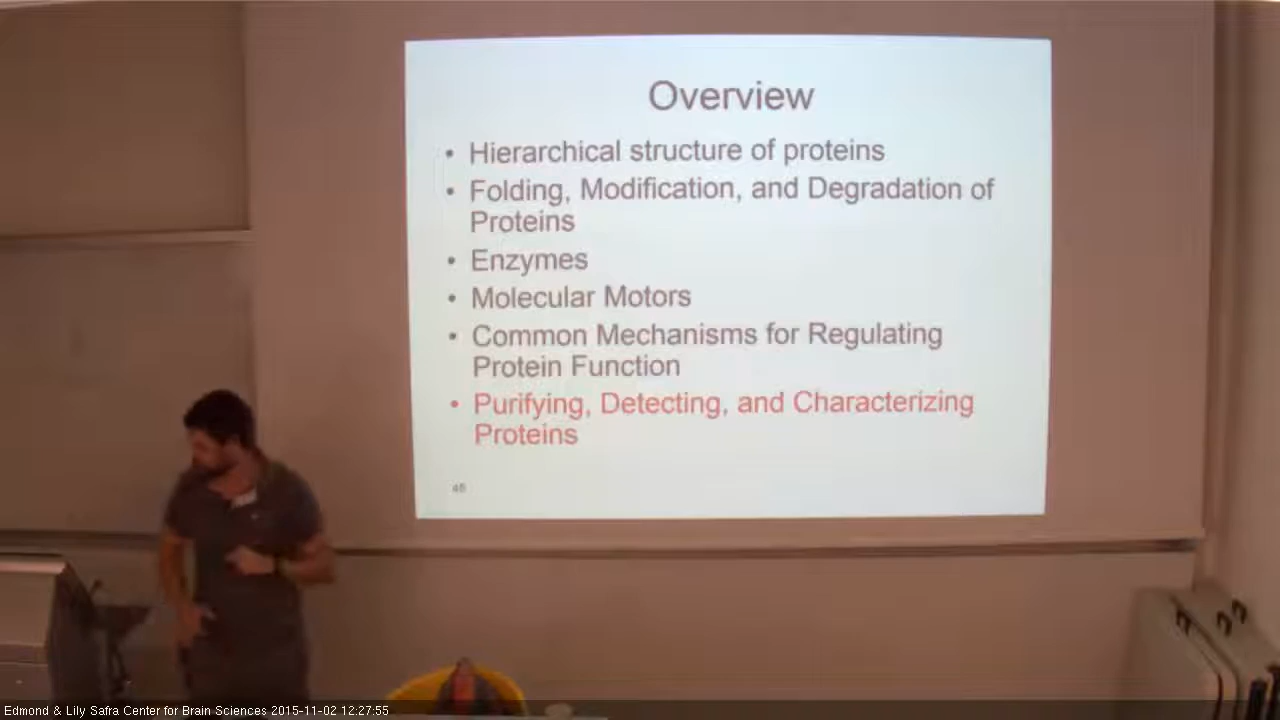 Overview
• Hierarchical structure of proteins
• Folding, Modification, and Degradation of
Proteins
• Enzymes
• Molecular Motors
• Common Mechanisms for Regulating
Protein Function
• Purifying, Detecting, and Characterizing
Proteins
Edmond & Lily Safra Center for Brain Sciences 2015-11-02 12:27:55